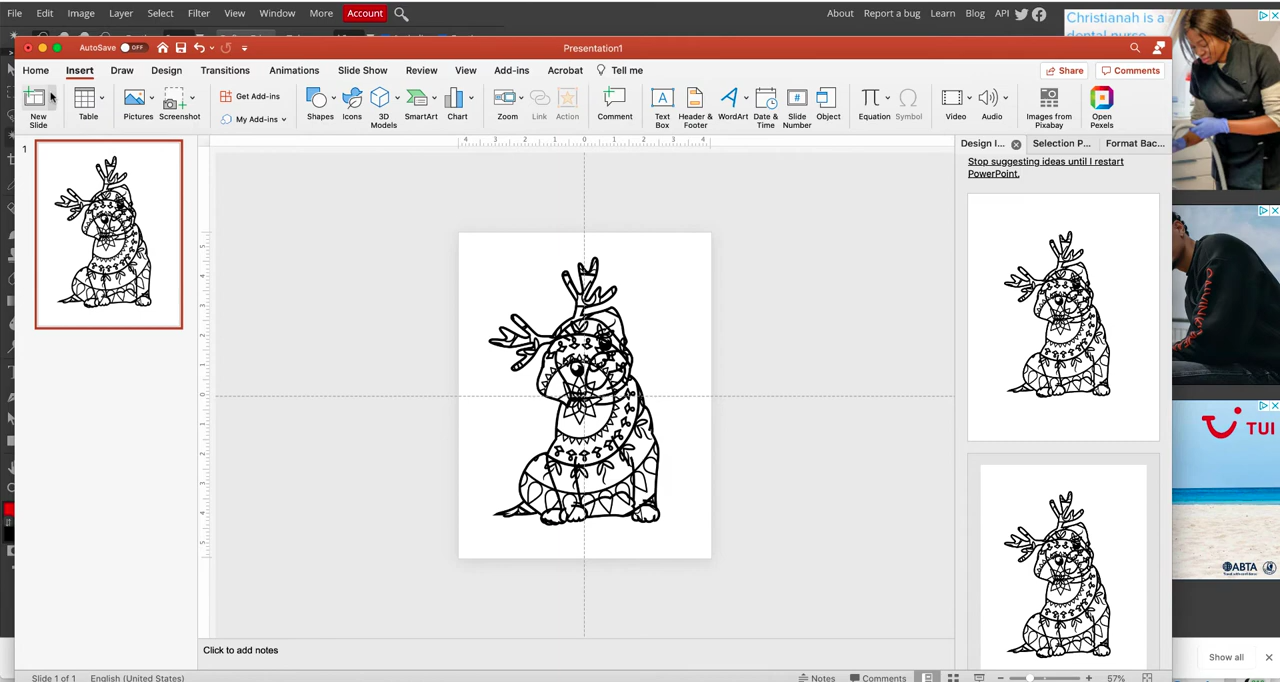 File Edit Image Layer Select Filter View Window More Account
About Report a bug Learn Blog API
Christianah is a
dental nurse
AutoSave OFF
Presentation1
Home Insert Draw Design Transitions Animations Slide Show Review View Add-ins Acrobat Tell me
Share Comments
Get Add-ins
My Add-ins
New
Slide
Table
Pictures
Screenshot
Shapes
Icons
3D
Models
SmartArt
Chart
Zoom
Link
Action
Comment
Text
Box
Header &
Footer
WordArt
Date &
Time
Slide
Number
Object
Equation
Symbol
Video
Audio
Images from
Pixabay
Open
Pexels
1
Design I... Selection P... Format Bac...
Stop suggesting ideas until I restart
PowerPoint.
TUI
ABTA
Click to add notes
Show all
Slide 1 of 1 English (United States)
Notes Comments 57%